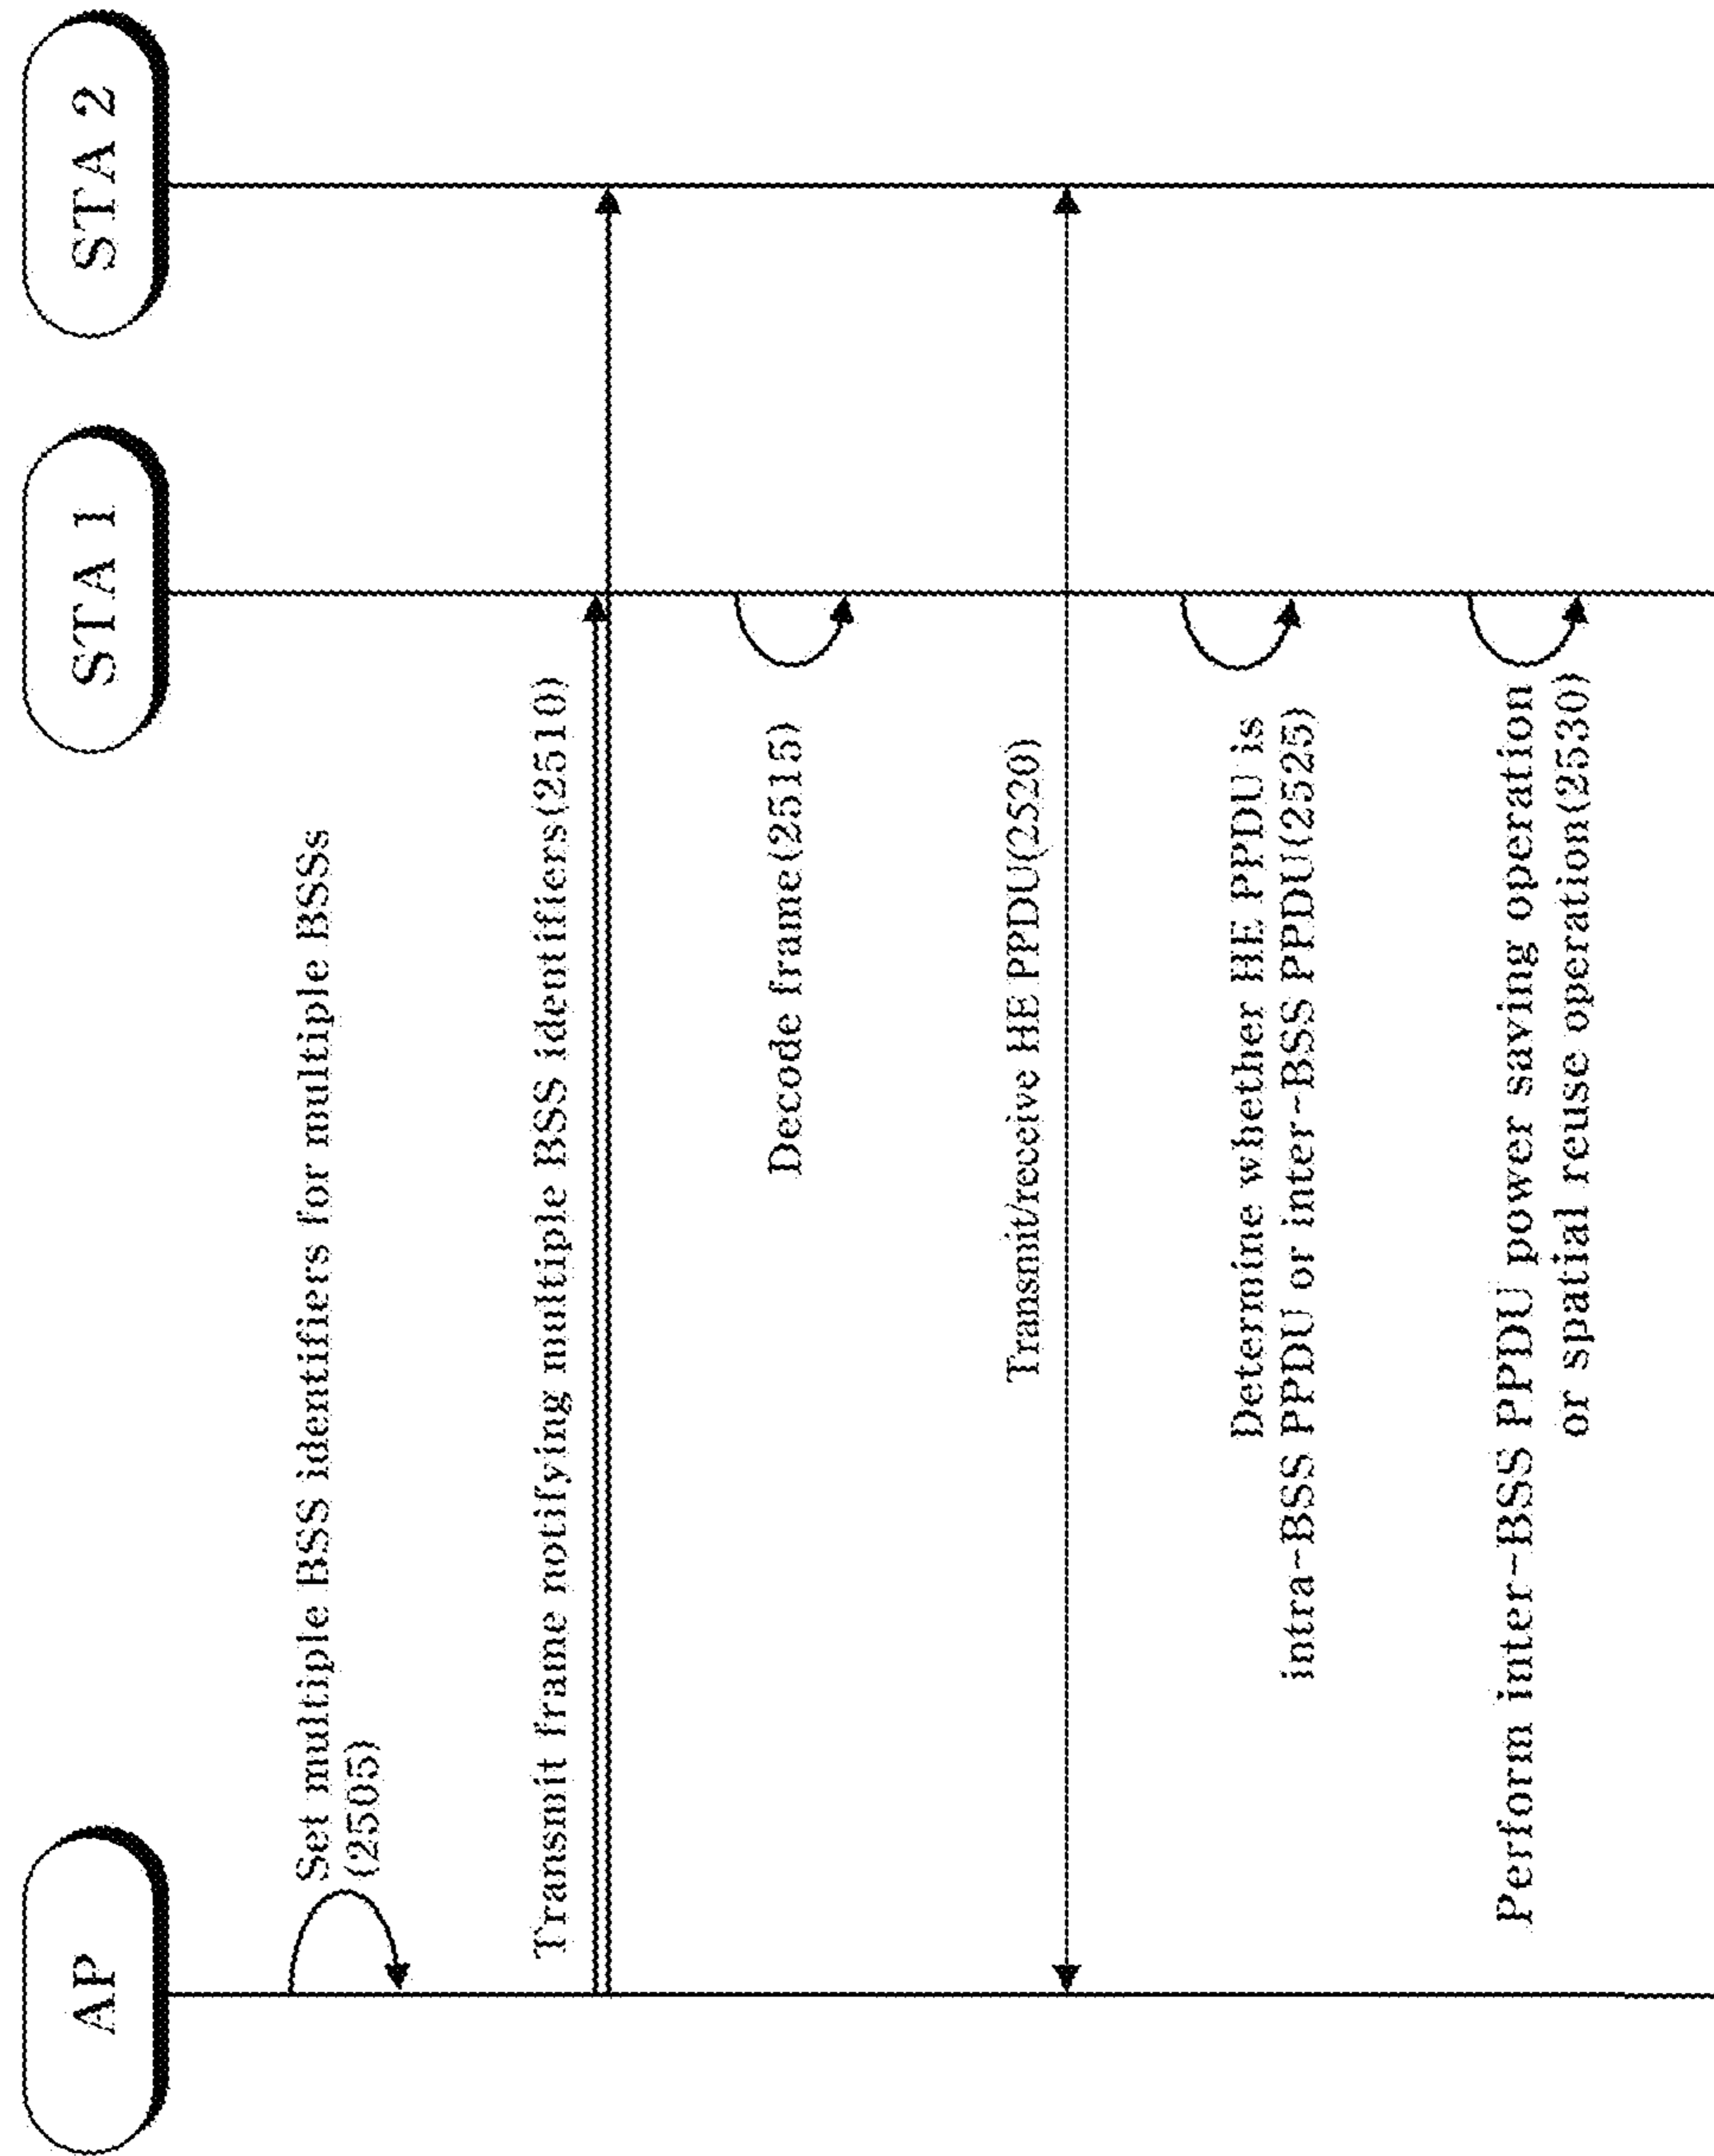 AP
STA 1
STA 2
Set multiple BSS identifiers for multiple BSSs
(2505)
Transmit frame notifying multiple BSS identifiers(2510)
Decode frame(2515)
Transmit/receive HE PPDU(2520)
Determine whether HE PPDU is
intra-BSS PPDU or inter-BSS PPDU(2525)
Perform inter-BSS PPDU power saving operation
or spatial reuse operation(2530)